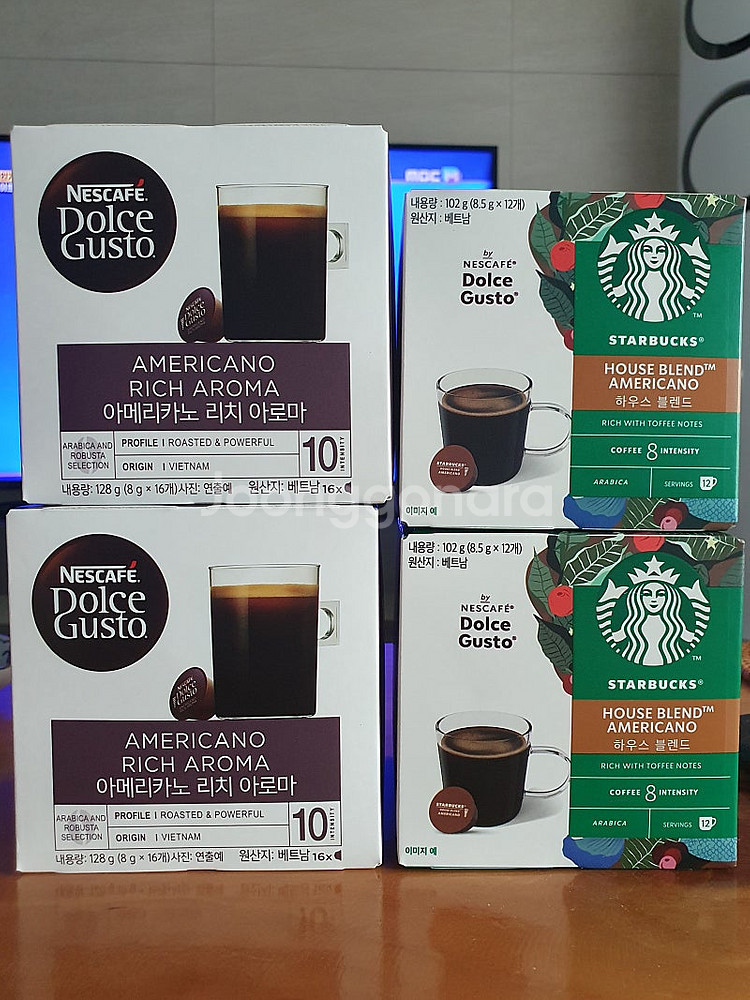 NESCAFÉ
Dolce
Gusto
AMERICANO
RICH AROMA
아메리카노 리치 아로마
ARABICA AND
ROBUSTA
SELECTION
PROFILE | ROASTED & POWERFUL
ORIGIN | VIETNAM
10
INTENSITY
내용량: 128 g (8 g × 16개)사진: 연출예 원산지: 베트남 16x
내용량 : 102 g (8.5 g × 12개)
원산지 : 베트남
by
NESCAFÉ®
Dolce
Gusto®
STARBUCKS®
HOUSE BLEND™
AMERICANO
하우스 블렌드
RICH WITH TOFFEE NOTES
COFFEE 8 INTENSITY
ARABICA SERVINGS 12
이미지 예
NESCAFÉ
Dolce
Gusto
AMERICANO
RICH AROMA
아메리카노 리치 아로마
ARABICA AND
ROBUSTA
SELECTION
PROFILE | ROASTED & POWERFUL
ORIGIN | VIETNAM
10
INTENSITY
내용량: 128 g (8 g × 16개)사진: 연출예 원산지: 베트남 16x
내용량 : 102 g (8.5 g × 12개)
원산지 : 베트남
by
NESCAFÉ®
Dolce
Gusto®
STARBUCKS®
HOUSE BLEND™
AMERICANO
하우스 블렌드
RICH WITH TOFFEE NOTES
COFFEE 8 INTENSITY
ARABICA SERVINGS 12
이미지 예
Joonggonara